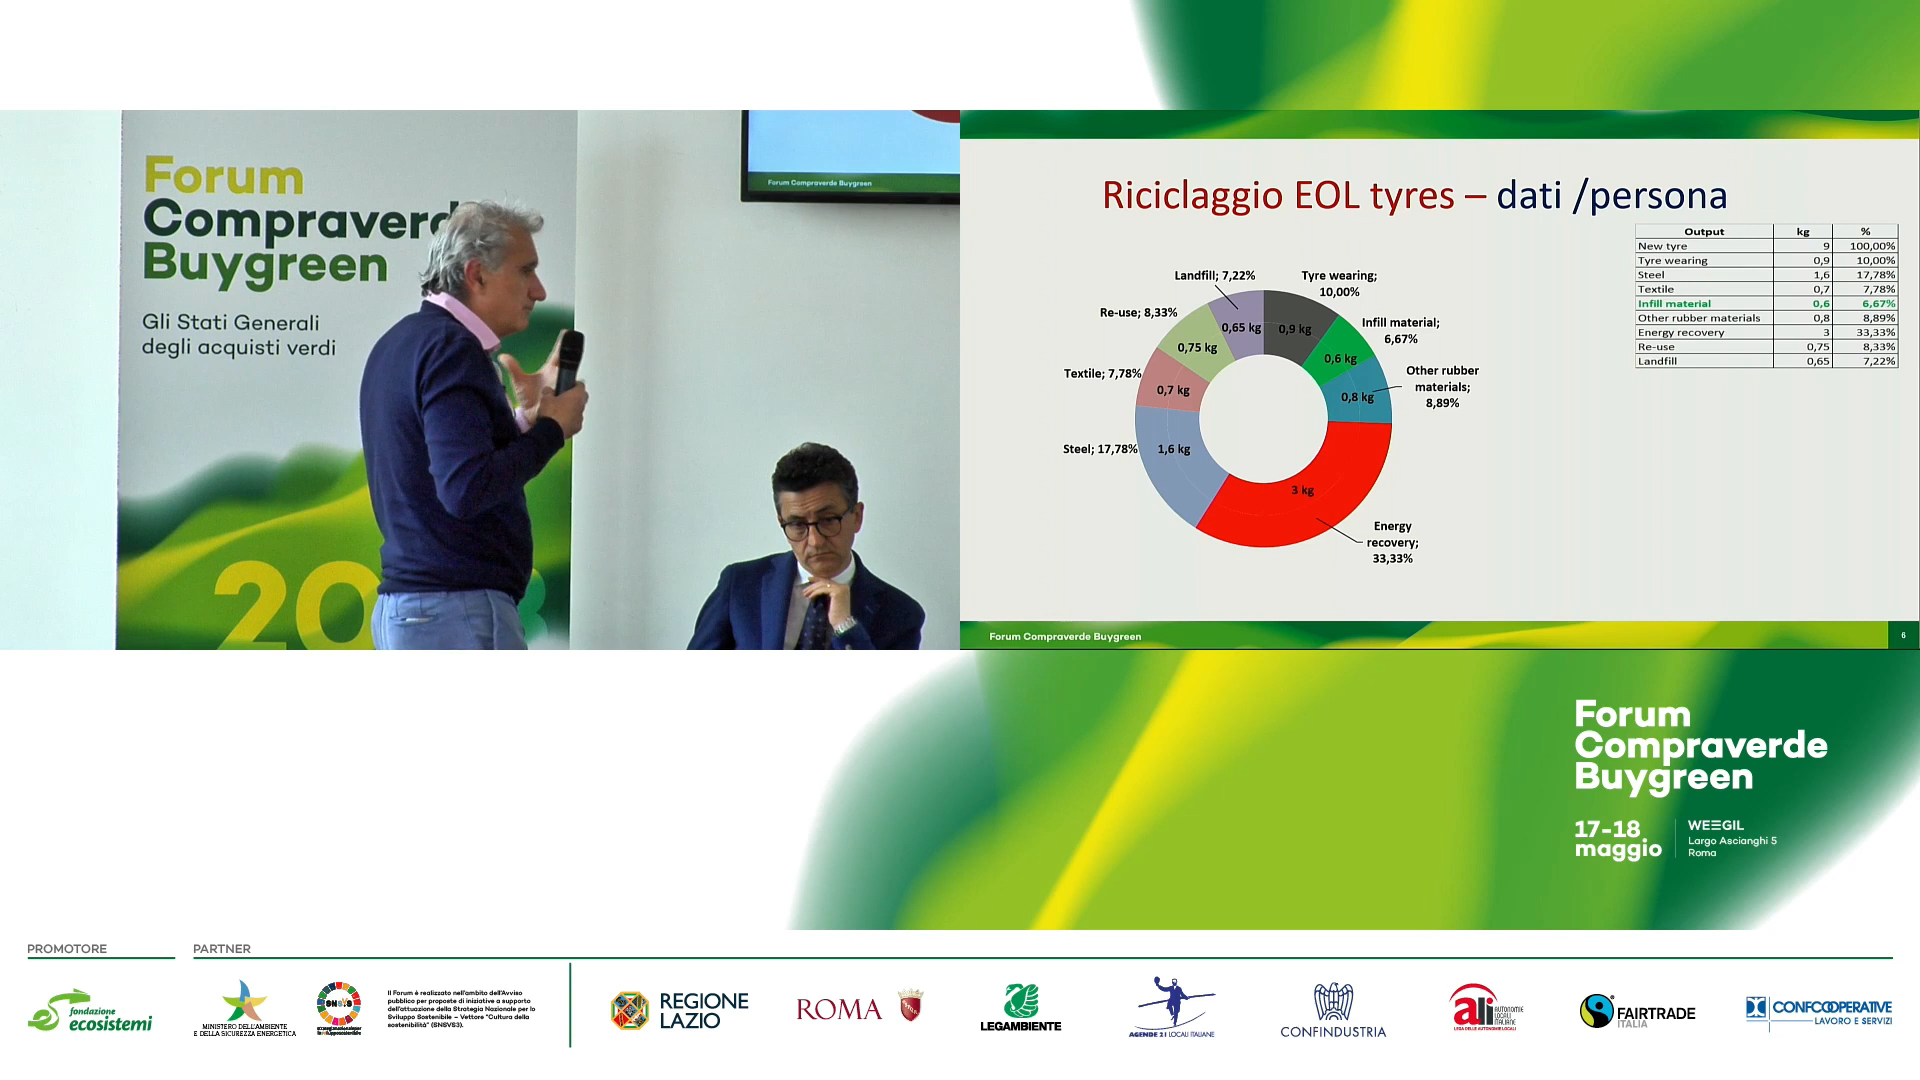 Forum
Compraverd
Buygreen
Gli Stati Generali
degli acquisti verdi
20
Forum Compraverde Buygreen
Riciclaggio EOL tyres – dati /persona
Output kg %
New tyre 9 100,00%
Tyre wearing 0,9 10,00%
Steel 1,6 17,78%
Textile 0,7 7,78%
Infill material 0,6 6,67%
Other rubber materials 0,8 8,89%
Energy recovery 3 33,33%
Re-use 0,75 8,33%
Landfill 0,65 7,22%
Landfill; 7,22%
Tyre wearing;
10,00%
Re-use; 8,33%
Infill material;
6,67%
0,65 kg
0,9 kg
0,75 kg
0,6 kg
Textile; 7,78%
Other rubber
materials;
8,89%
0,7 kg
0,8 kg
Steel; 17,78%
1,6 kg
3 kg
Energy
recovery;
33,33%
Forum Compraverde Buygreen
6
Forum
Compraverde
Buygreen
17-18
maggio
WEGIL
Largo Ascianghi 5
Roma
PROMOTORE
PARTNER
fondazione
ecosistemi
MINISTERO DELL'AMBIENTE
E DELLA SICUREZZA ENERGETICA
SNSVS
Il Forum è realizzato nell'ambito dell'Avviso
pubblico per proposte di iniziative a supporto
dell'attuazione della Strategia Nazionale per lo
Sviluppo Sostenibile – Vettore "Cultura della
sostenibilità" (SNSVS3).
REGIONE
LAZIO
ROMA
LEGAMBIENTE
AGENDE 21 LOCALI ITALIANE
CONFINDUSTRIA
ali
AUTONOMIE
LOCALI
ITALIANE
LEGA DELLE AUTONOMIE LOCALI
FAIRTRADE
ITALIA
CONFCOOPERATIVE
LAVORO E SERVIZI